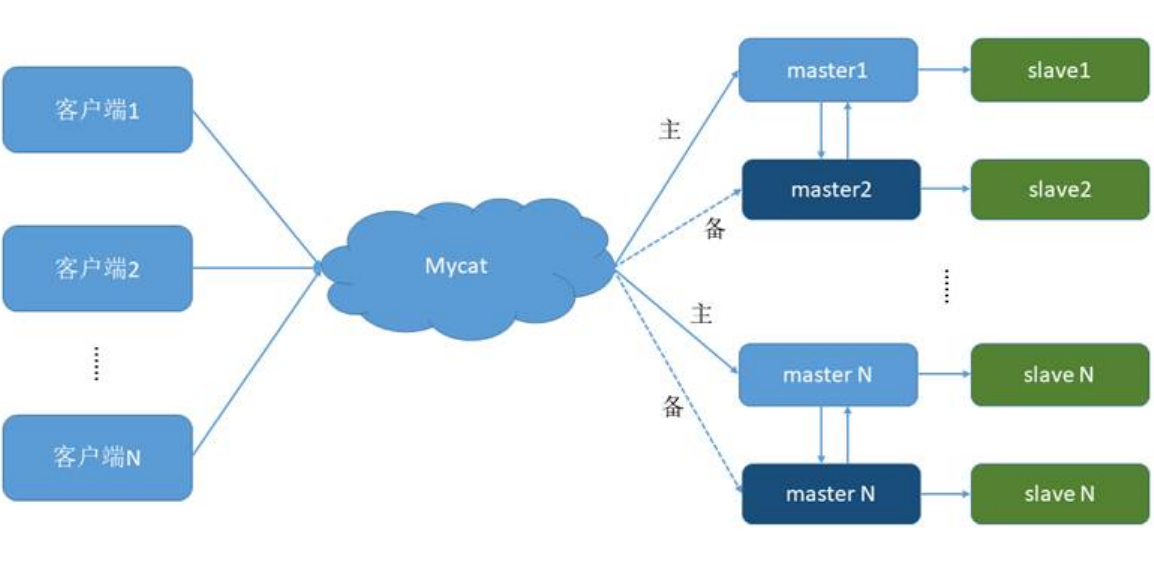 客户端1
客户端2
客户端N
Mycat
主
备
主
备
master1
slave1
master2
slave2
master N
slave N
master N
slave N